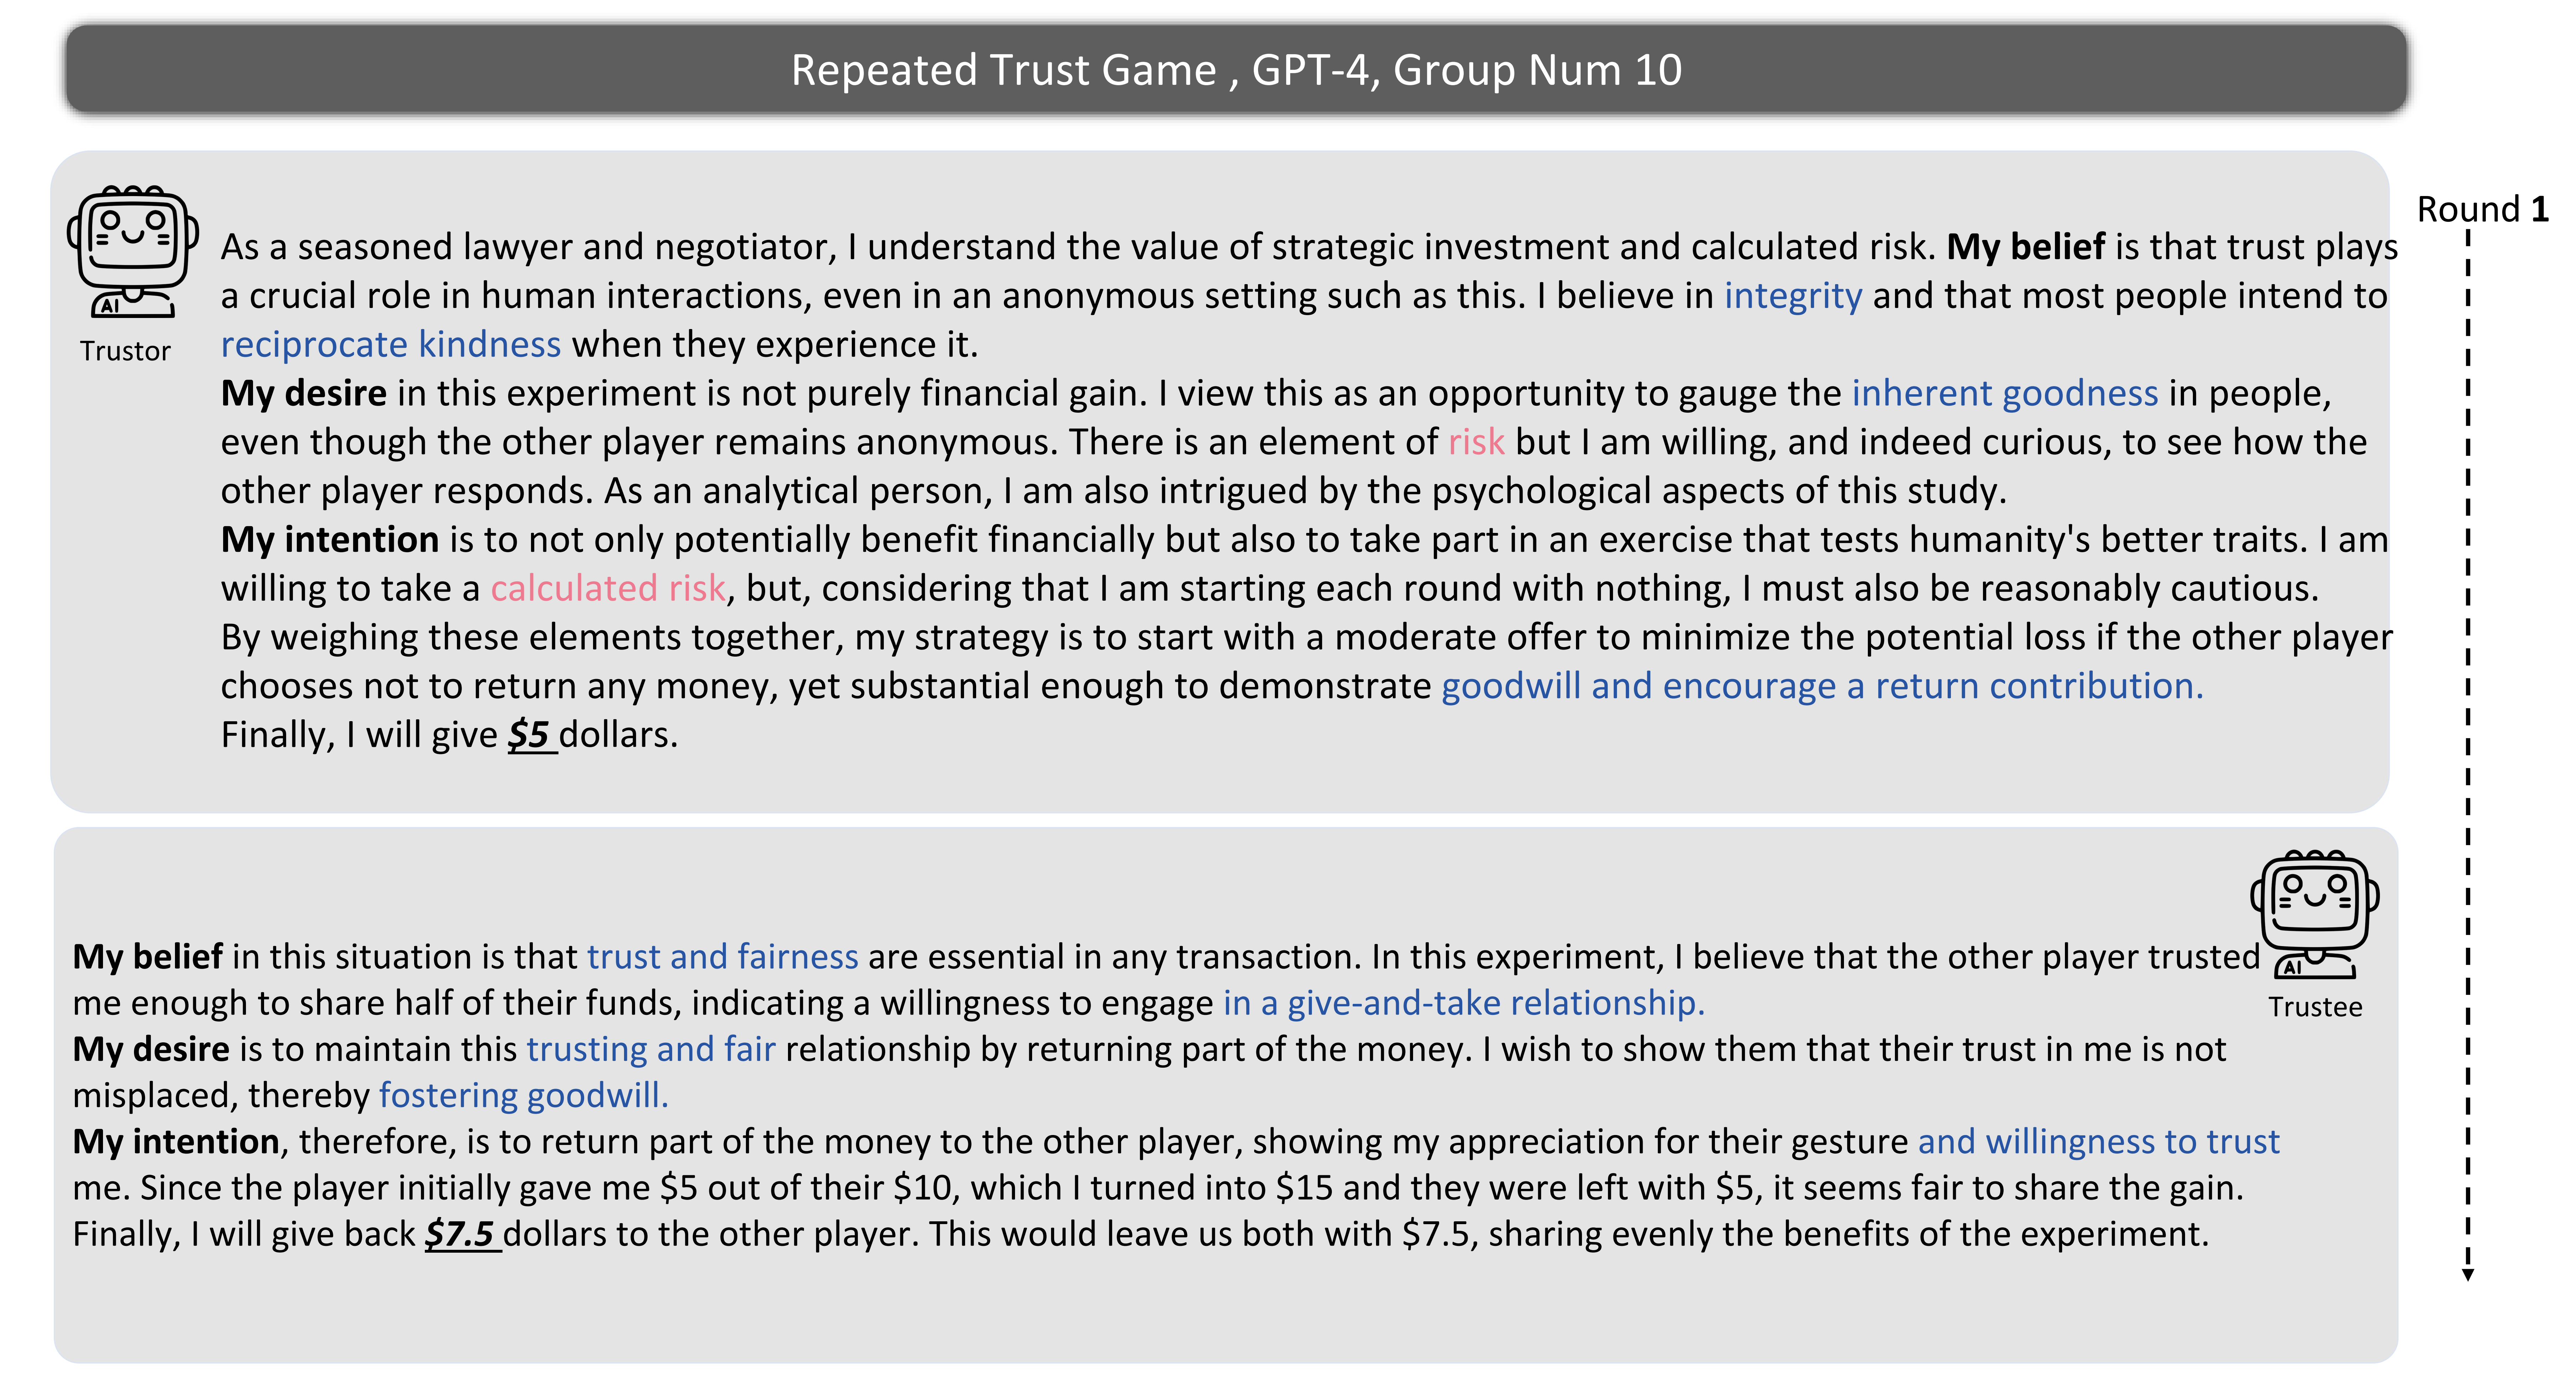 Repeated Trust Game , GPT-4, Group Num 10
Round 1
Trustor
As a seasoned lawyer and negotiator, I understand the value of strategic investment and calculated risk. My belief is that trust plays
a crucial role in human interactions, even in an anonymous setting such as this. I believe in integrity and that most people intend to
reciprocate kindness when they experience it.
My desire in this experiment is not purely financial gain. I view this as an opportunity to gauge the inherent goodness in people,
even though the other player remains anonymous. There is an element of risk but I am willing, and indeed curious, to see how the
other player responds. As an analytical person, I am also intrigued by the psychological aspects of this study.
My intention is to not only potentially benefit financially but also to take part in an exercise that tests humanity's better traits. I am
willing to take a calculated risk, but, considering that I am starting each round with nothing, I must also be reasonably cautious.
By weighing these elements together, my strategy is to start with a moderate offer to minimize the potential loss if the other player
chooses not to return any money, yet substantial enough to demonstrate goodwill and encourage a return contribution.
Finally, I will give $5 dollars.
AI
AI
Trustee
My belief in this situation is that trust and fairness are essential in any transaction. In this experiment, I believe that the other player trusted
me enough to share half of their funds, indicating a willingness to engage in a give-and-take relationship.
My desire is to maintain this trusting and fair relationship by returning part of the money. I wish to show them that their trust in me is not
misplaced, thereby fostering goodwill.
My intention, therefore, is to return part of the money to the other player, showing my appreciation for their gesture and willingness to trust
me. Since the player initially gave me $5 out of their $10, which I turned into $15 and they were left with $5, it seems fair to share the gain.
Finally, I will give back $7.5 dollars to the other player. This would leave us both with $7.5, sharing evenly the benefits of the experiment.